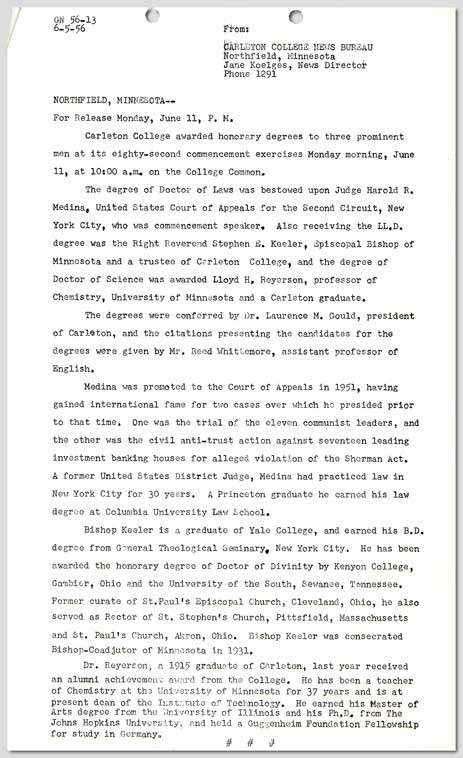 GN 56-13
6-5-56
From:
CARLETON COLLEGE NEWS BUREAU
Northfield, Minnesota
Jane Koelges, News Director
Phone 1291
NORTHFIELD, MINNESOTA--
For Release Monday, June 11, P. M.
Carleton College awarded honorary degrees to three prominent
men at its eighty-second commencement exercises Monday morning, June
11, at 10:00 a.m. on the College Common.
The degree of Doctor of Laws was bestowed upon Judge Harold R.
Medina, United States Court of Appeals for the Second Circuit, New
York City, who was commencement speaker. Also receiving the LL.D.
degree was the Right Reverend Stephen E. Keeler, Episcopal Bishop of
Minnesota and a trustee of Carleton College, and the degree of
Doctor of Science was awarded Lloyd H. Reyerson, professor of
Chemistry, University of Minnesota and a Carleton graduate.
The degrees were conferred by Dr. Laurence M. Gould, president
of Carleton, and the citations presenting the candidates for the
degrees were given by Mr. Reed Whittemore, assistant professor of
English.
Medina was promoted to the Court of Appeals in 1951, having
gained international fame for two cases over which he presided prior
to that time. One was the trial of the eleven communist leaders, and
the other was the civil anti-trust action against seventeen leading
investment banking houses for alleged violation of the Sherman Act.
A former United States District Judge, Medina had practiced law in
New York City for 30 years. A Princeton graduate he earned his law
degree at Columbia University Law School.
Bishop Keeler is a graduate of Yale College, and earned his B.D.
degree from General Theological Seminary, New York City. He has been
awarded the honorary degree of Doctor of Divinity by Kenyon College,
Gambier, Ohio and the University of the South, Sewanee, Tennessee.
Former curate of St.Paul's Episcopal Church, Cleveland, Ohio, he also
served as Rector of St. Stephen's Church, Pittsfield, Massachusetts
and St. Paul's Church, Akron, Ohio. Bishop Keeler was consecrated
Bishop-Coadjutor of Minnesota in 1931.
Dr. Reyerson, a 1915 graduate of Carleton, last year received
an alumni achievement award from the College. He has been a teacher
of Chemistry at the University of Minnesota for 37 years and is at
present dean of the Institute of Technology. He earned his Master of
Arts degree from the University of Illinois and his Ph.D. from The
Johns Hopkins University, and held a Guggenheim Foundation Fellowship
for study in Germany.
# # #